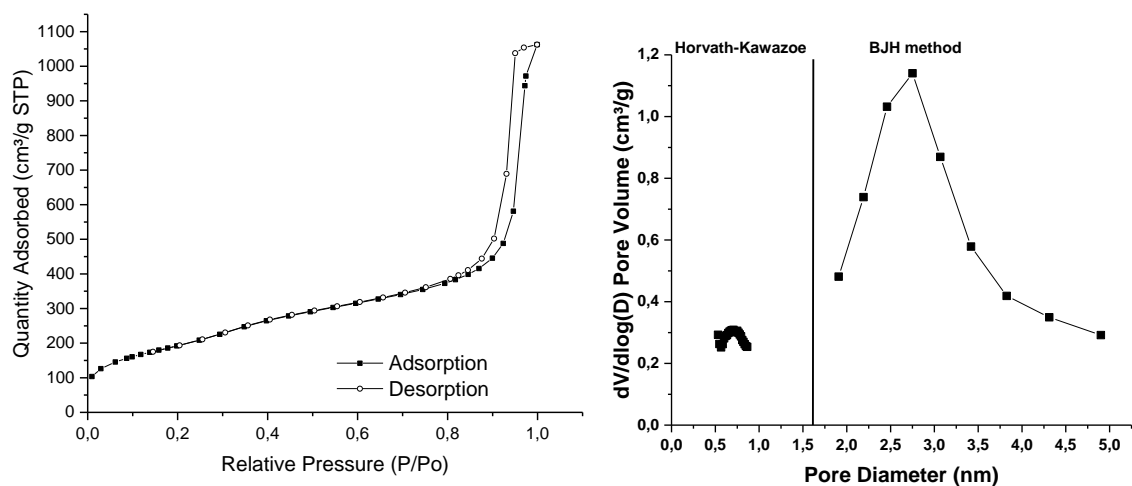 1100
1000
900
800
700
600
500
400
300
200
100
0
Quantity Adsorbed (cm³/g STP)
Adsorption
Desorption
0,0 0,2 0,4 0,6 0,8 1,0
Relative Pressure (P/Po)
Horvath-Kawazoe BJH method
1,2
1,0
0,8
0,6
0,4
0,2
0,0
dV/dlog(D) Pore Volume (cm³/g)
0,0 0,5 1,0 1,5 2,0 2,5 3,0 3,5 4,0 4,5 5,0
Pore Diameter (nm)